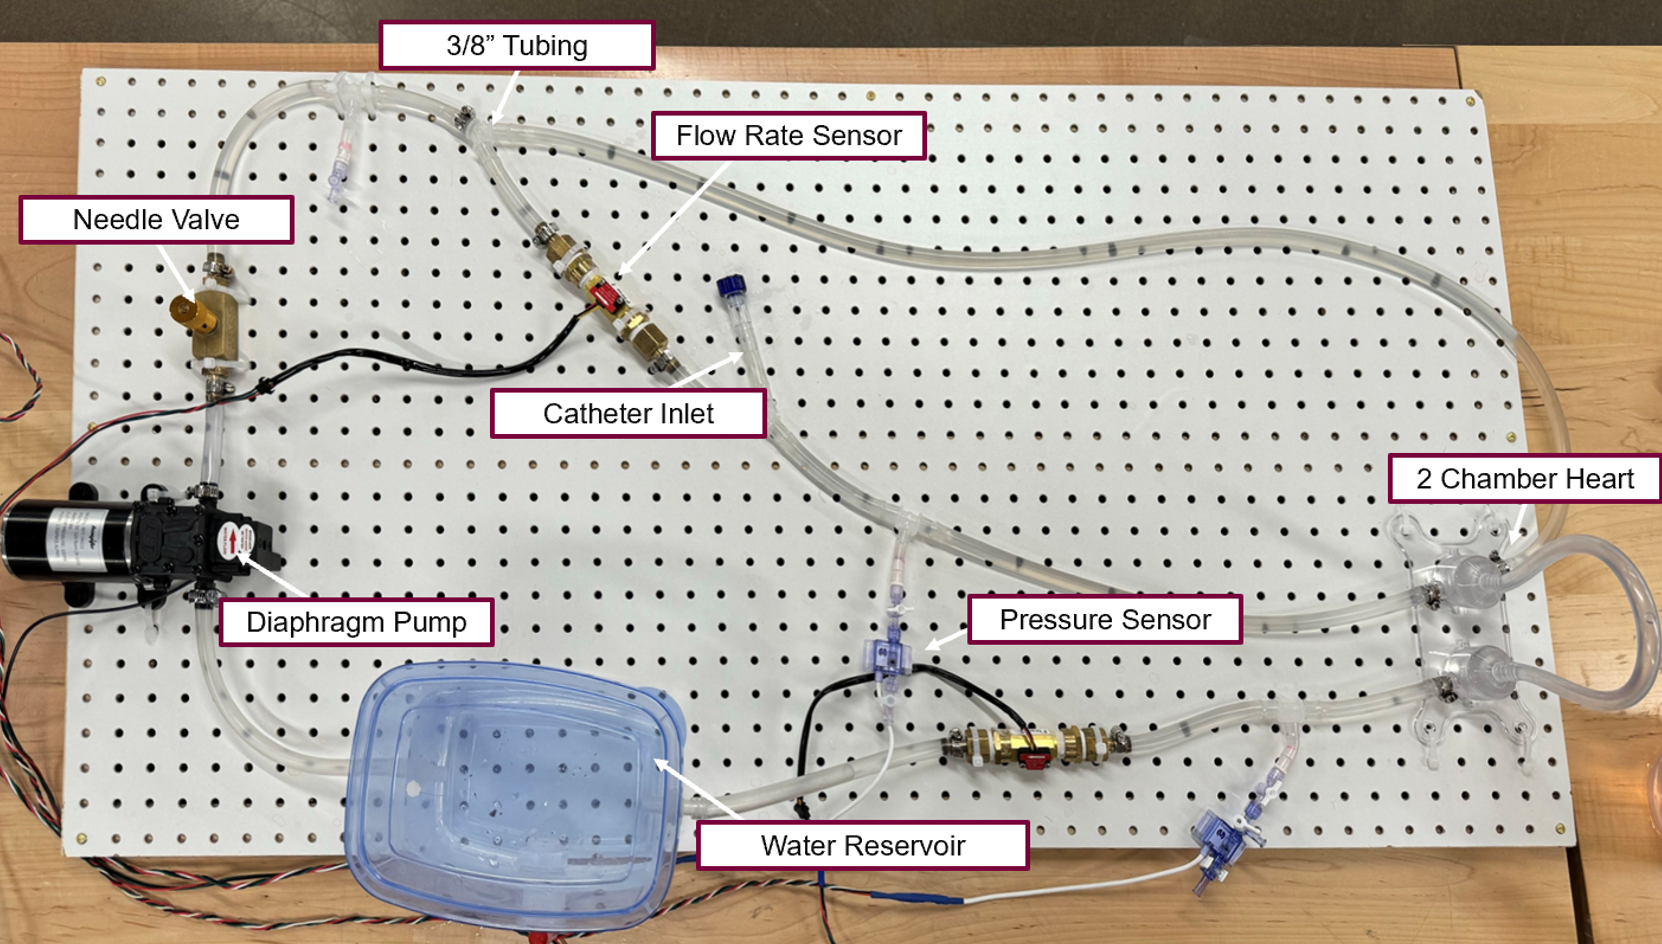 3/8” Tubing
Flow Rate Sensor
Needle Valve
Catheter Inlet
2 Chamber Heart
Diaphragm Pump
Pressure Sensor
Water Reservoir